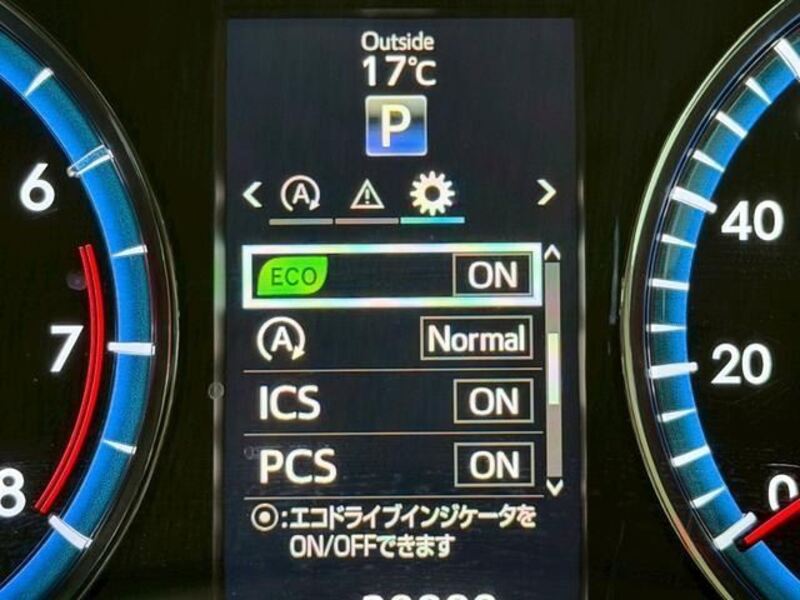 Outside
17℃
P
A
ECO ON
A Normal
ICS ON
PCS ON
◉:エコドライブインジケータを
ON/OFFできます
6
7
8
40
20
0